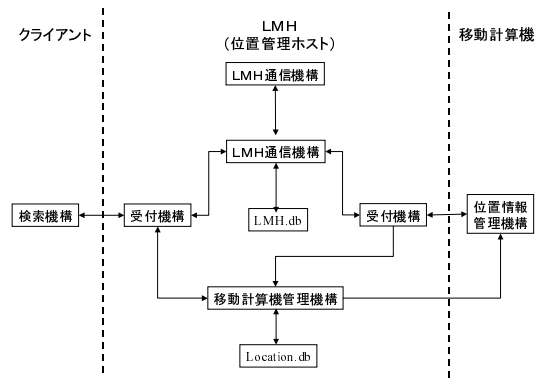 クライアント
LMH
(位置管理ホスト)
移動計算機
LMH通信機構
LMH通信機構
検索機構
受付機構
LMH.db
受付機構
位置情報
管理機構
移動計算機管理機構
Location.db